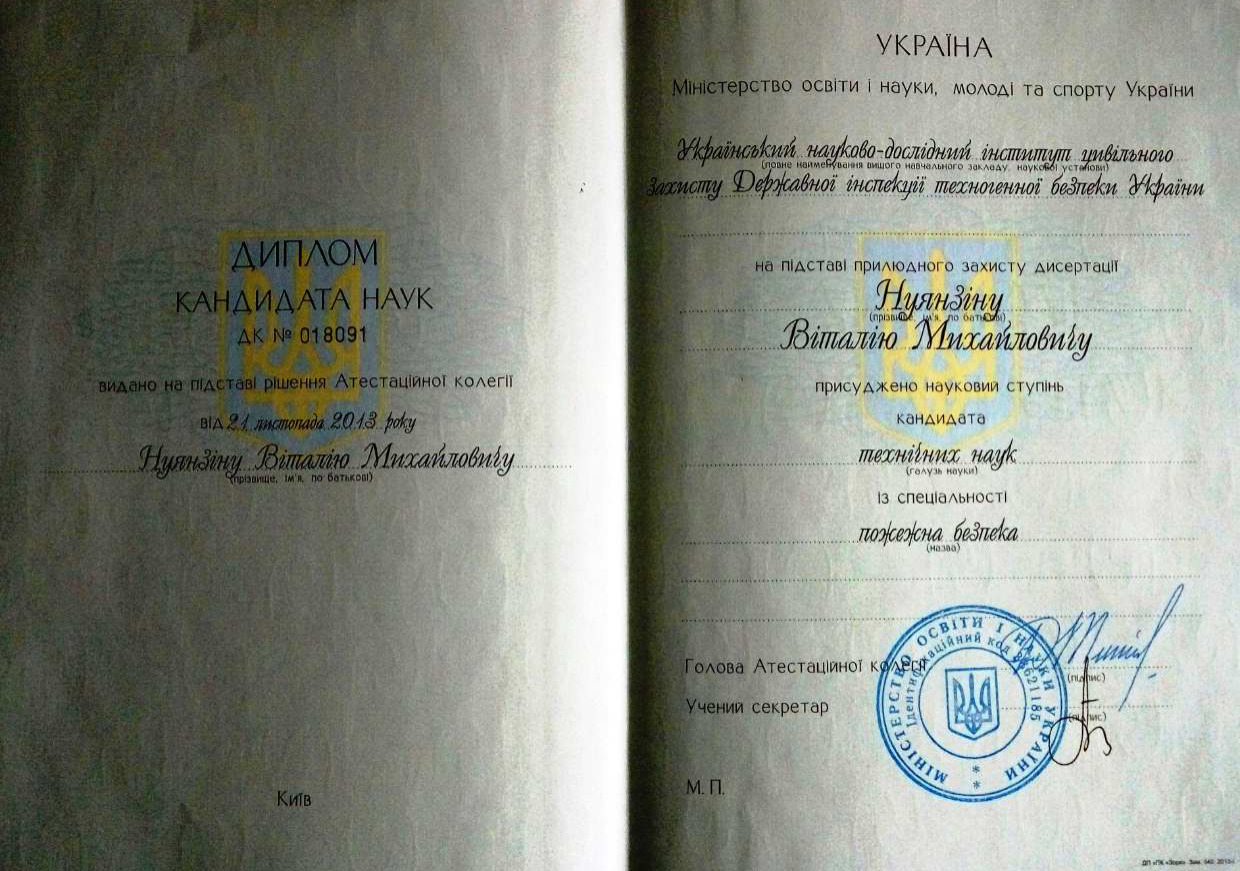 ДИПЛОМ
КАНДИДАТА НАУК
ДК № 018091
видано на підставі рішення Атестаційної колегії
від 21 листопада 2013 року
Нуянзіну Віталію Михайловичу
(прізвище, ім'я, по батькові)
Київ
УКРАЇНА
Міністерство освіти і науки, молоді та спорту України
Український науково-дослідний інститут цивільного
(повне найменування вищого навчального закладу, наукової установи)
захисту Державної інспекції техногенної безпеки України
на підставі прилюдного захисту дисертації
Нуянзіну
(прізвище, ім'я, по батькові)
Віталію Михайловичу
присуджено науковий ступінь
кандидата
технічних наук
(галузь науки)
із спеціальності
пожежна безпека
(назва)
Голова Атестаційної колегії
(підпис)
Учений секретар
(підпис)
М. П.
МІНІСТЕРСТВО ОСВІТИ І НАУКИ УКРАЇНИ
Ідентифікаційний код 38621185